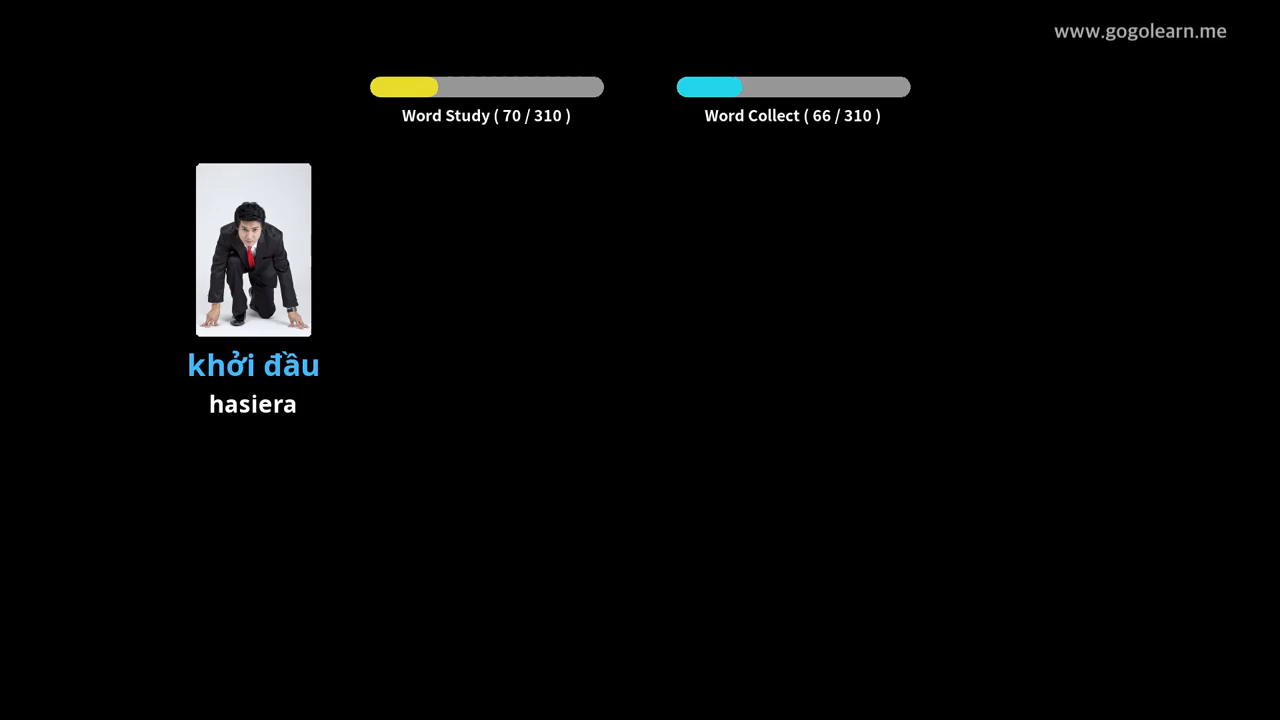 www.gogolearn.me
Word Study ( 70 / 310 )
Word Collect ( 66 / 310 )
khởi đầu
hasiera